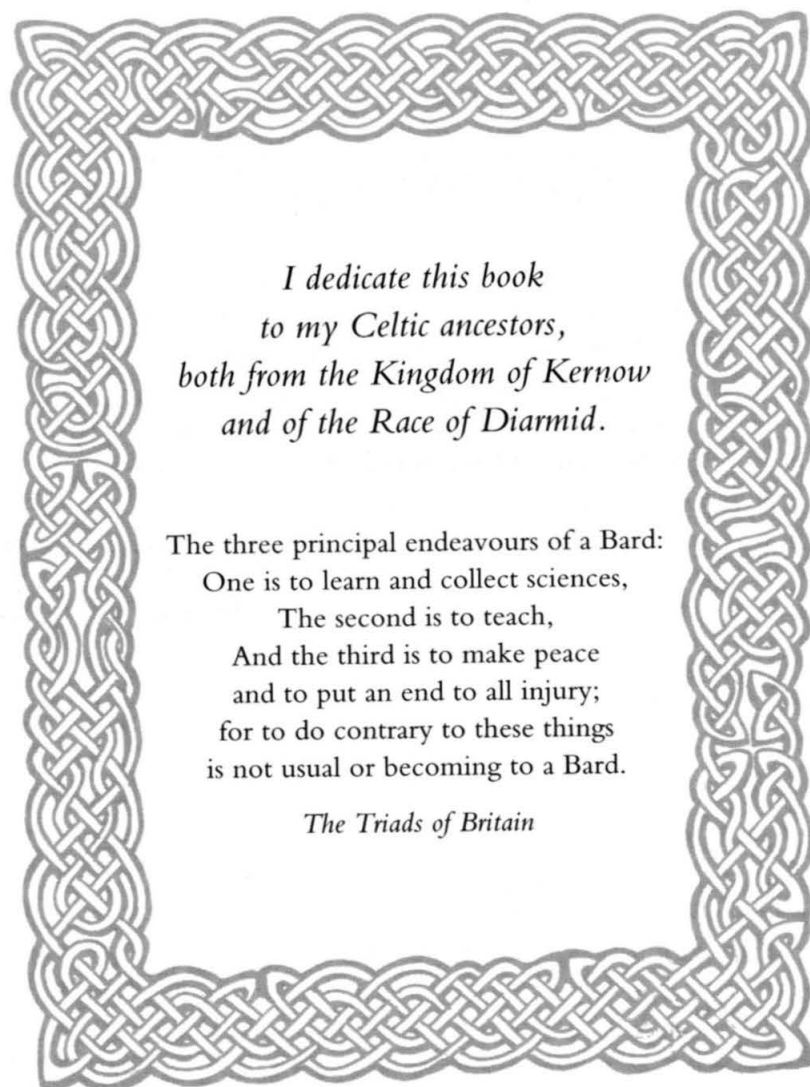 I dedicate this book
to my Celtic ancestors,
both from the Kingdom of Kernow
and of the Race of Diarmid.
The three principal endeavours of a Bard:
One is to learn and collect sciences,
The second is to teach,
And the third is to make peace
and to put an end to all injury;
for to do contrary to these things
is not usual or becoming to a Bard.
The Triads of Britain